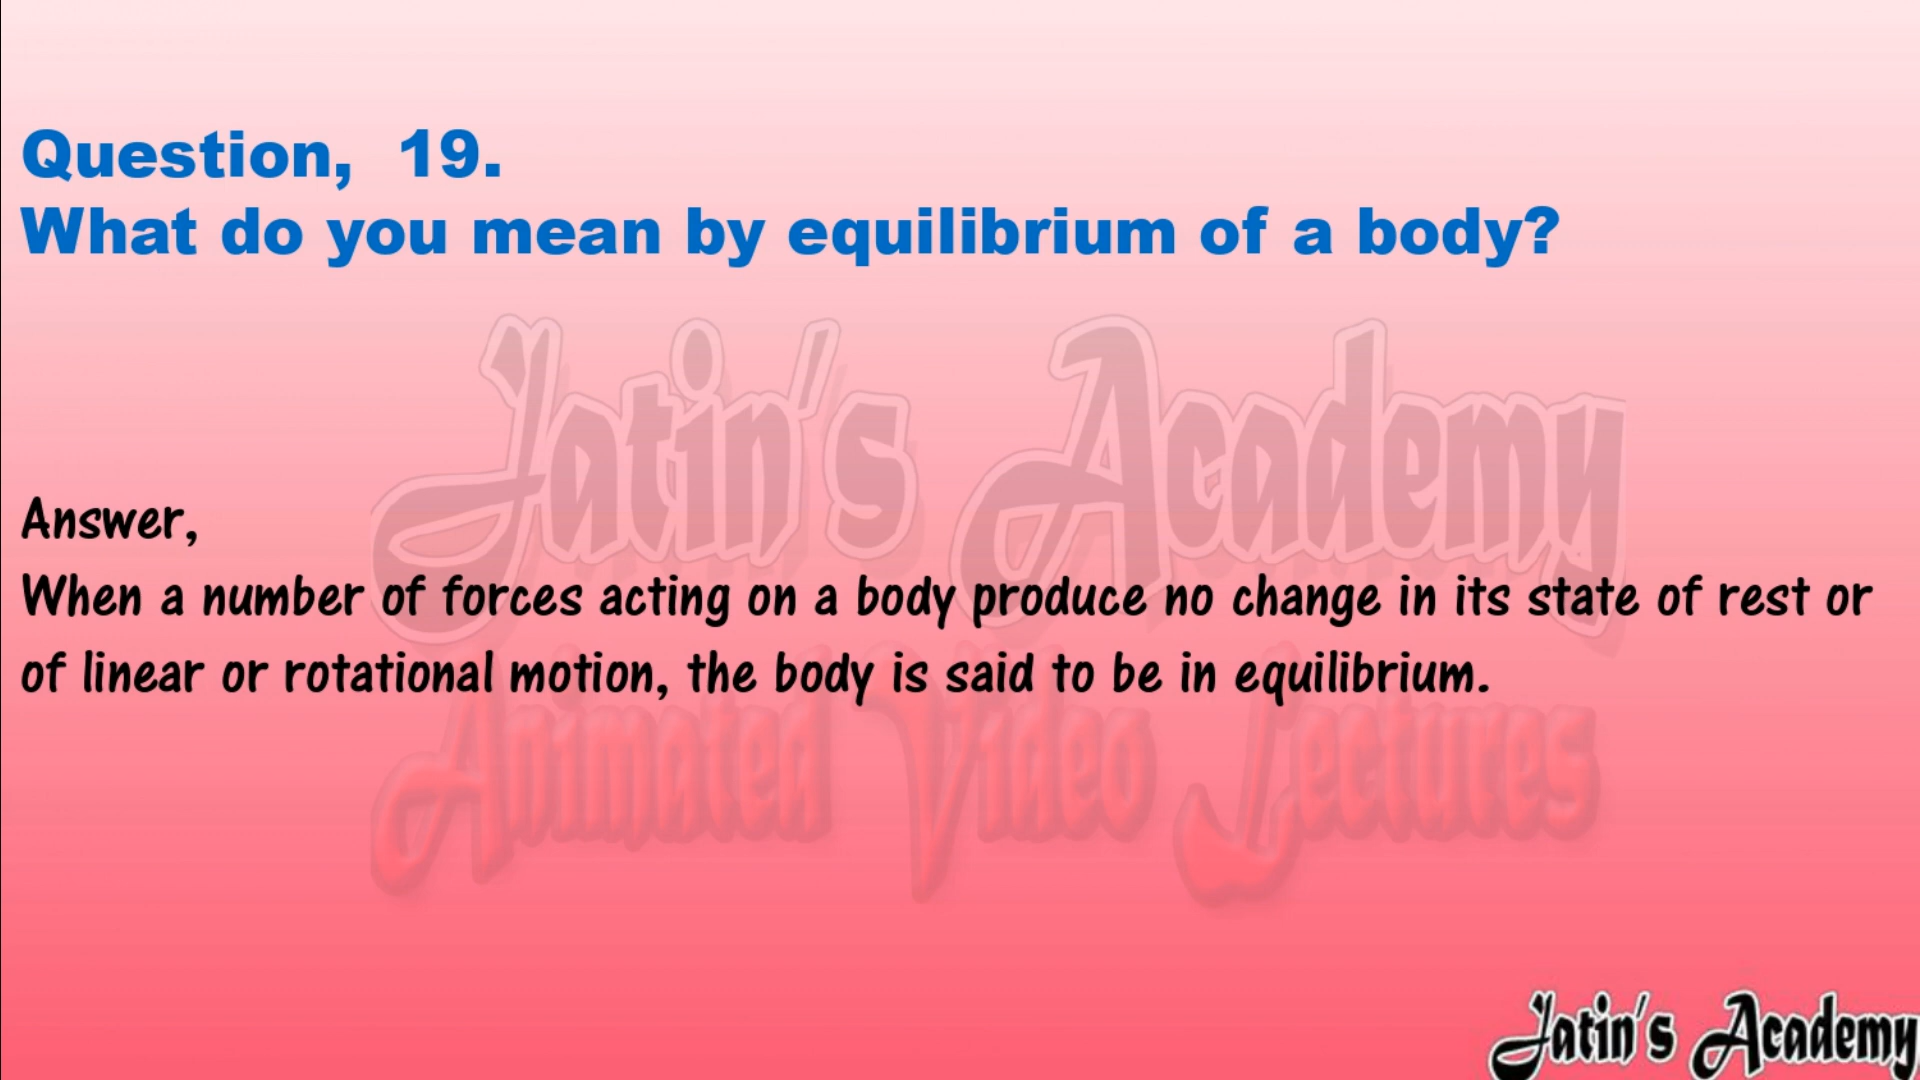 Question, 19.
What do you mean by equilibrium of a body?
Jatin's Academy
Answer,
When a number of forces acting on a body produce no change in its state of rest or
of linear or rotational motion, the body is said to be in equilibrium.
Animated Video Lectures
Jatin's Academy